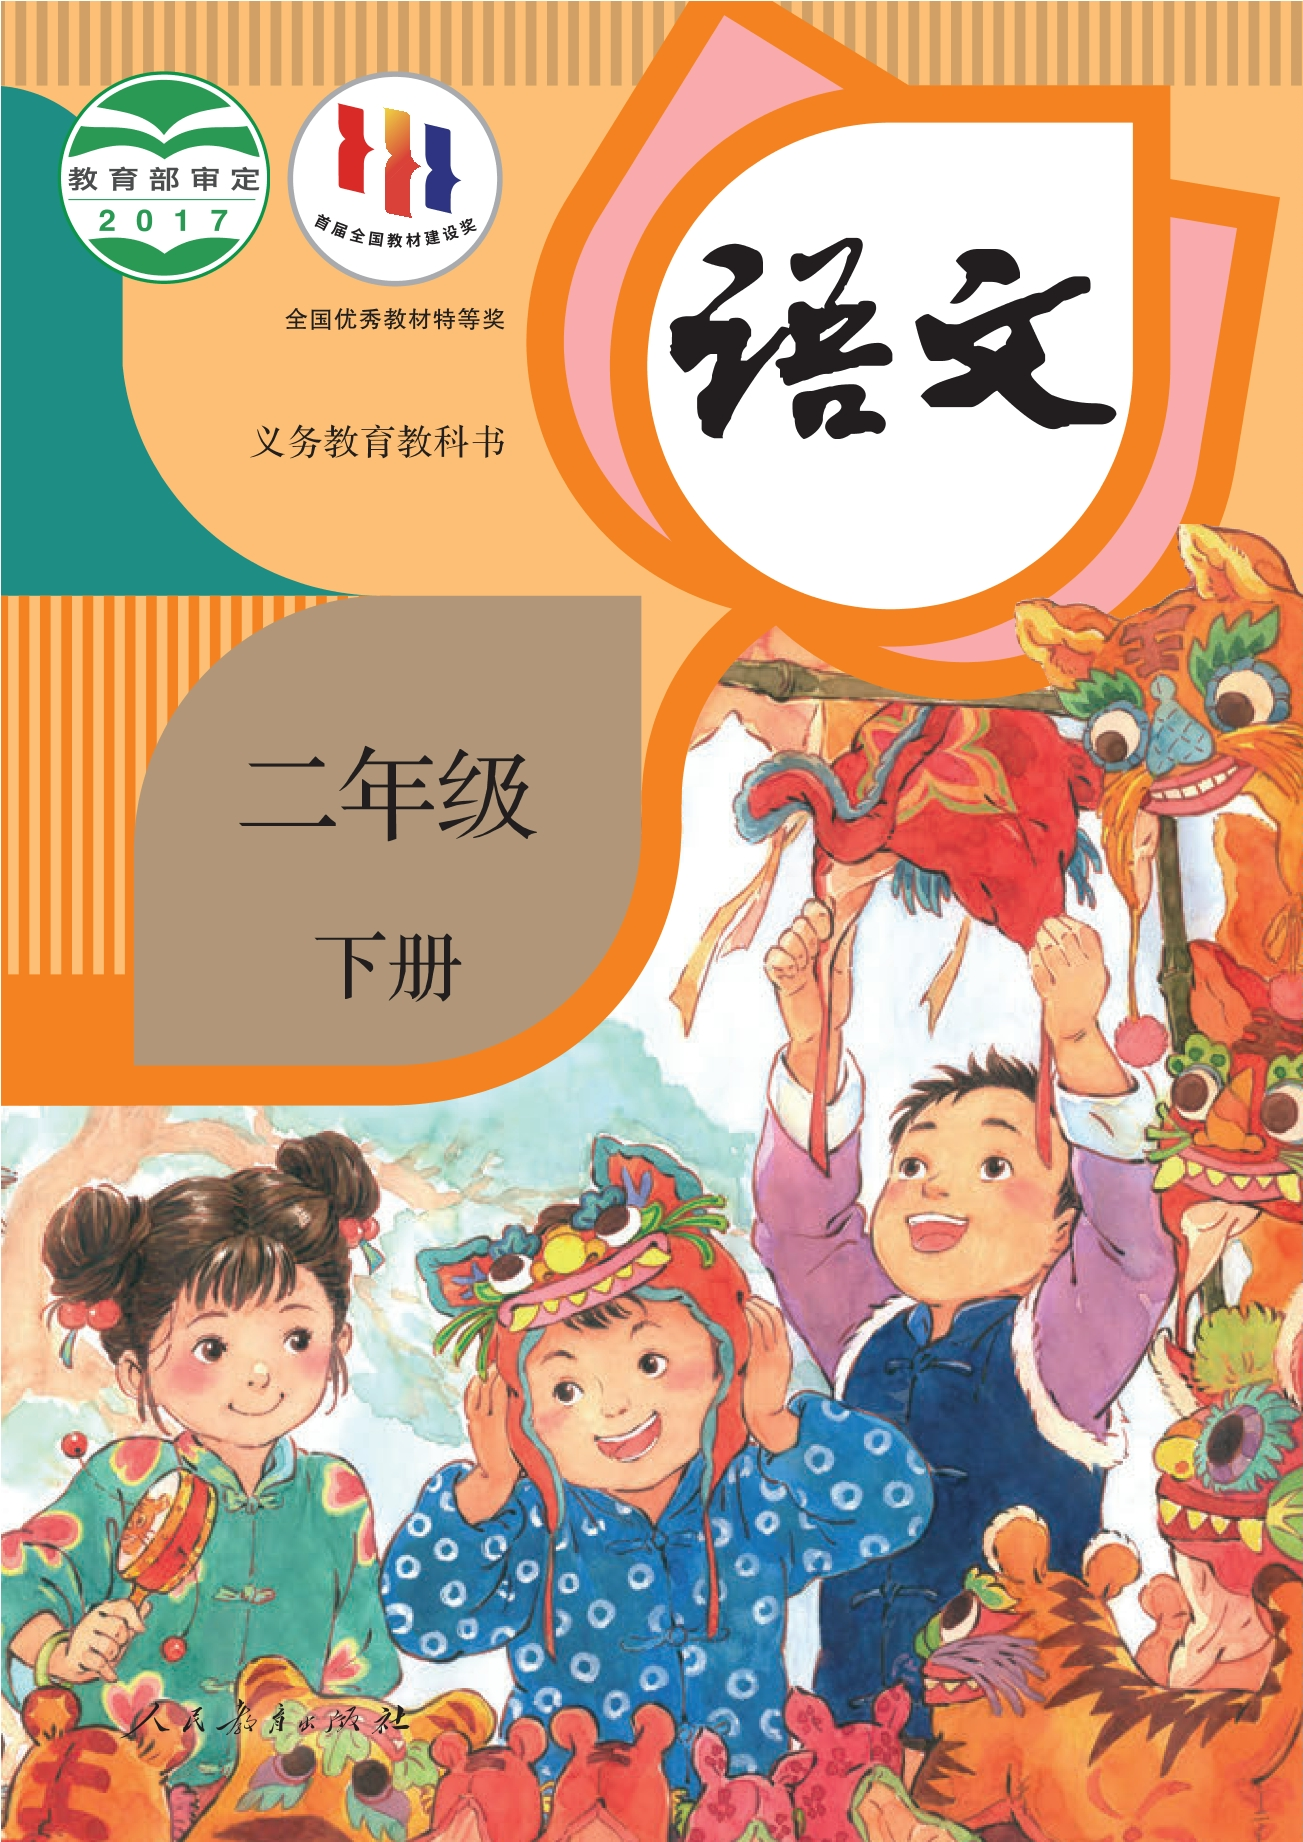 教育部审定
2017
首届全国教材建设奖
全国优秀教材特等奖
义务教育教科书
语文
二年级
下册
人民教育出版社